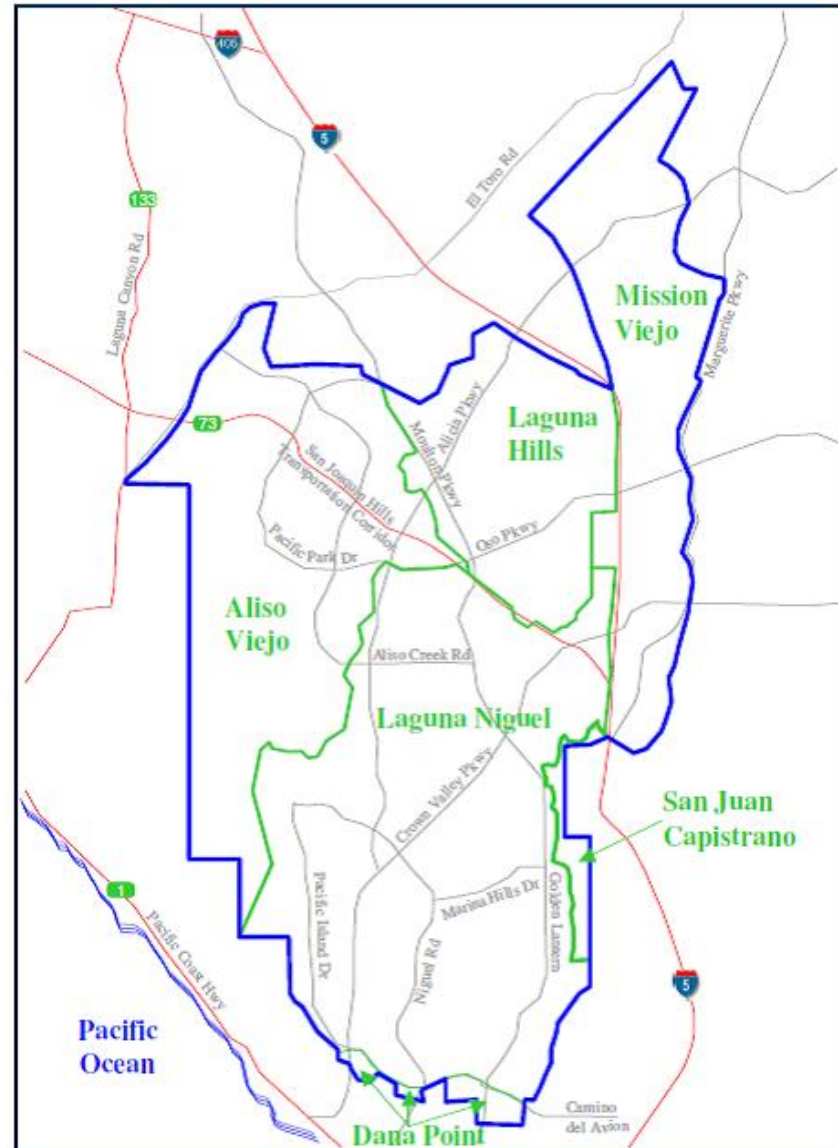 405
5
133
El Toro Rd
Laguna Canyon Rd
Mission
Viejo
Marguerite Pkwy
73
Laguna
Hills
Alicia Pkwy
Moulton Pkwy
San Joaquin Hills
Transportation Corridor
Oso Pkwy
Pacific Park Dr
Aliso
Viejo
Aliso Creek Rd
Laguna Niguel
Crown Valley Pkwy
San Juan
Capistrano
1
Pacific Coast Hwy
Pacific Island Dr
Marina Hills Dr
Golden Lantern
Niguel Rd
5
Pacific
Ocean
Dana Point
Camino
del Avion